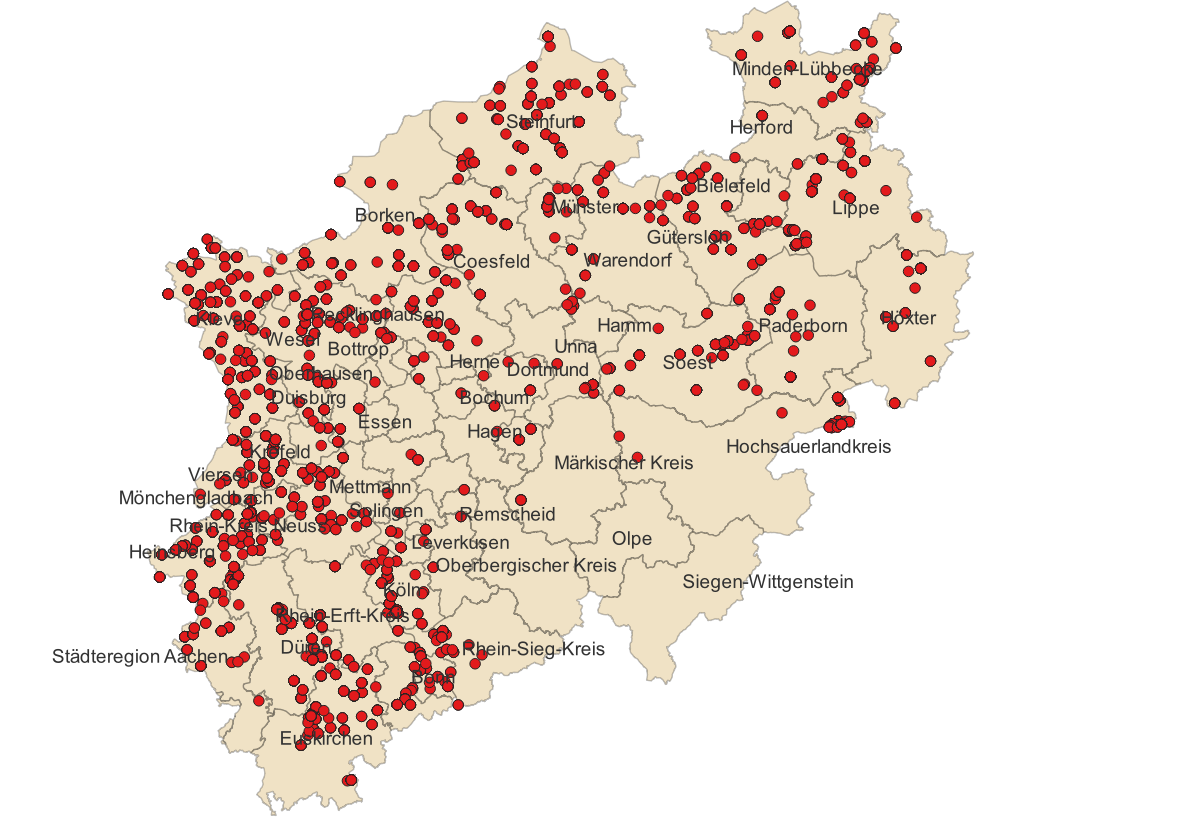 Minden-Lübbecke
Steinfurt
Herford
Bielefeld
Münster
Lippe
Borken
Gütersloh
Coesfeld
Warendorf
Kleve
Recklinghausen
Hamm
Paderborn
Höxter
Wesel
Bottrop
Unna
Herne
Dortmund
Soest
Oberhausen
Duisburg
Bochum
Essen
Hagen
Krefeld
Hochsauerlandkreis
Märkischer Kreis
Viersen
Mettmann
Mönchengladbach
Solingen
Remscheid
Rhein-Kreis Neuss
Olpe
Leverkusen
Heinsberg
Oberbergischer Kreis
Siegen-Wittgenstein
Köln
Rhein-Erft-Kreis
Düren
Rhein-Sieg-Kreis
Städteregion Aachen
Bonn
Euskirchen